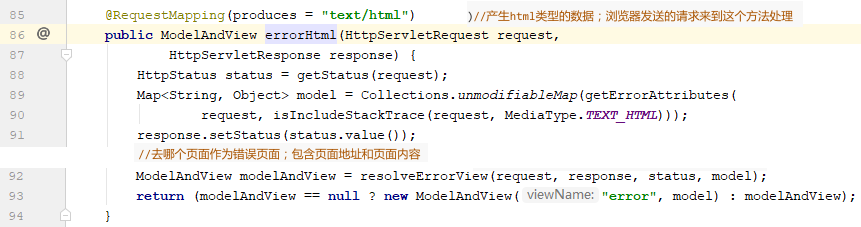 85 @RequestMapping(produces = "text/html") )//产生html类型的数据；浏览器发送的请求来到这个方法处理
86 @ public ModelAndView errorHtml(HttpServletRequest request,
87 HttpServletResponse response) {
88 HttpStatus status = getStatus(request);
89 Map<String, Object> model = Collections.unmodifiableMap(getErrorAttributes(
90 request, isIncludeStackTrace(request, MediaType.TEXT_HTML)));
91 response.setStatus(status.value());
//去哪个页面作为错误页面；包含页面地址和页面内容
92 ModelAndView modelAndView = resolveErrorView(request, response, status, model);
93 return (modelAndView == null ? new ModelAndView( viewName: "error", model) : modelAndView);
94 }